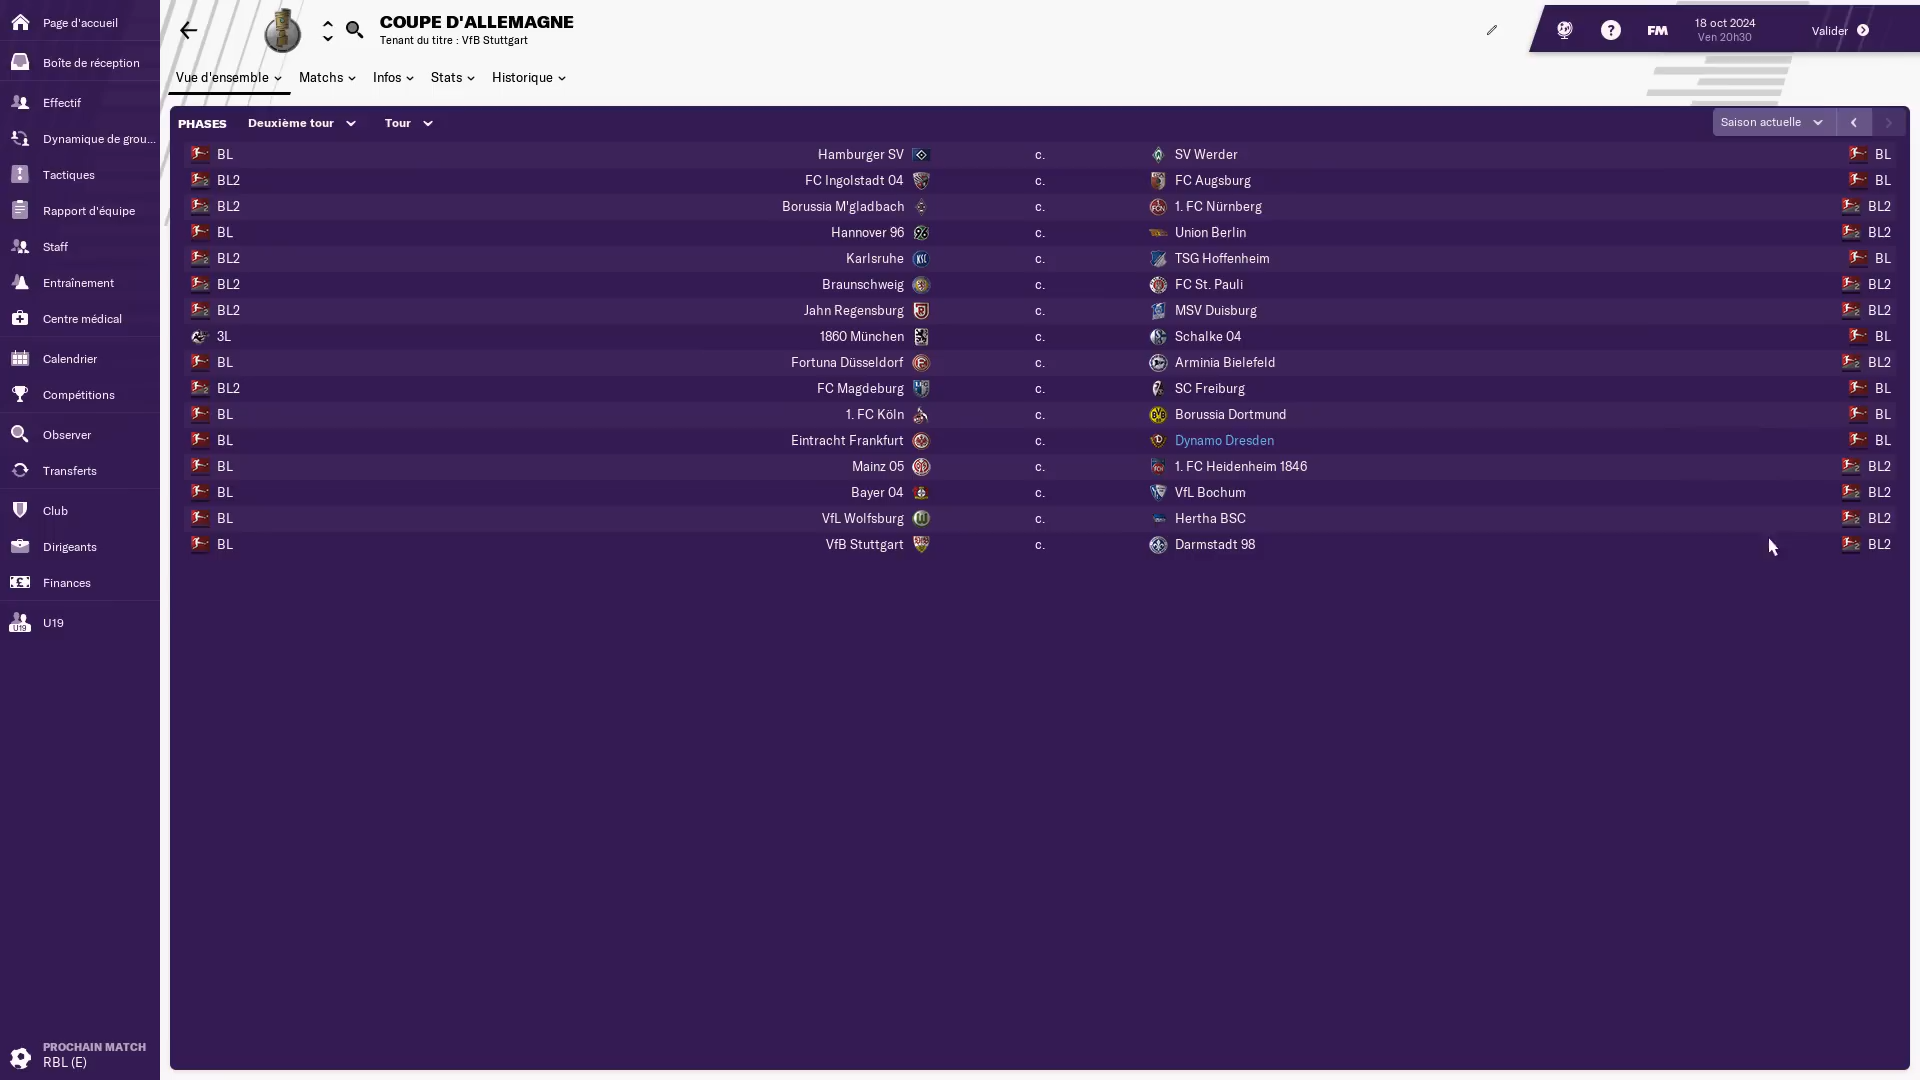 Page d'accueil
Boîte de réception
Effectif
Dynamique de grou...
Tactiques
Rapport d'équipe
Staff
Entraînement
Centre médical
Calendrier
Compétitions
Observer
Transferts
Club
Dirigeants
Finances
U19
U19
PROCHAIN MATCH
RBL (E)
COUPE D'ALLEMAGNE
Tenant du titre : VfB Stuttgart
FM
18 oct 2024
Ven 20h30
Valider
Vue d'ensemble Matchs Infos Stats Historique
PHASES Deuxième tour Tour Saison actuelle
BL Hamburger SV c. SV Werder BL
BL2 FC Ingolstadt 04 c. FC Augsburg BL
BL2 Borussia M'gladbach c. 1. FC Nürnberg BL2
BL Hannover 96 c. Union Berlin BL2
BL2 Karlsruhe c. TSG Hoffenheim BL
BL2 Braunschweig c. FC St. Pauli BL2
BL2 Jahn Regensburg c. MSV Duisburg BL2
3L 1860 München c. Schalke 04 BL
BL Fortuna Düsseldorf c. Arminia Bielefeld BL2
BL2 FC Magdeburg c. SC Freiburg BL
BL 1. FC Köln c. Borussia Dortmund BL
BL Eintracht Frankfurt c. Dynamo Dresden BL
BL Mainz 05 c. 1. FC Heidenheim 1846 BL2
BL Bayer 04 c. VfL Bochum BL2
BL VfL Wolfsburg c. Hertha BSC BL2
BL VfB Stuttgart c. Darmstadt 98 BL2